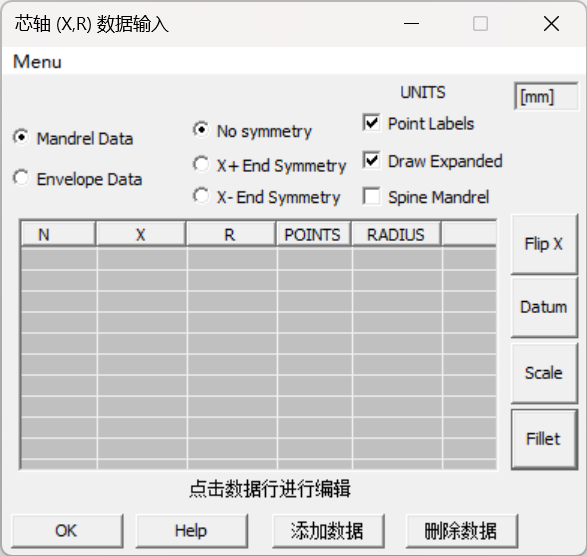 芯轴 (X,R) 数据输入
Menu
UNITS
[mm]
Mandrel Data
No symmetry
Point Labels
Envelope Data
X+End Symmetry
Draw Expanded
X- End Symmetry
Spine Mandrel
N X R POINTS RADIUS
Flip X
Datum
Scale
Fillet
点击数据行进行编辑
OK
Help
添加数据
删除数据